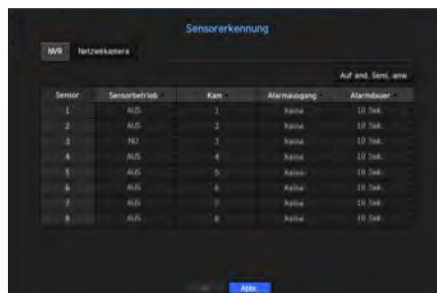 Sensorerkennung
NVR Netzwekkamera
Auf and. Sens. anw.
Sensor Sensorbetrieb Kam Alarmausgang Alarmdauer
1 AUS 1 Keine 10 Sek.
2 AUS 2 Keine 10 Sek.
3 NO 3 Keine 10 Sek.
4 AUS 4 Keine 10 Sek.
5 AUS 5 Keine 10 Sek.
6 AUS 6 Keine 10 Sek.
7 AUS 7 Keine 10 Sek.
8 AUS 8 Keine 10 Sek.
Abbr.